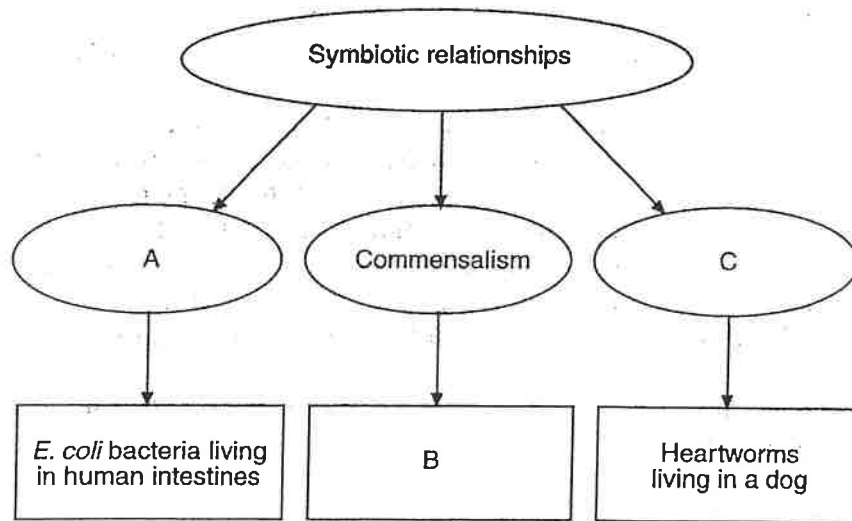 Symbiotic relationships
A
Commensalism
C
E. coli bacteria living
in human intestines
B
Heartworms
living in a dog